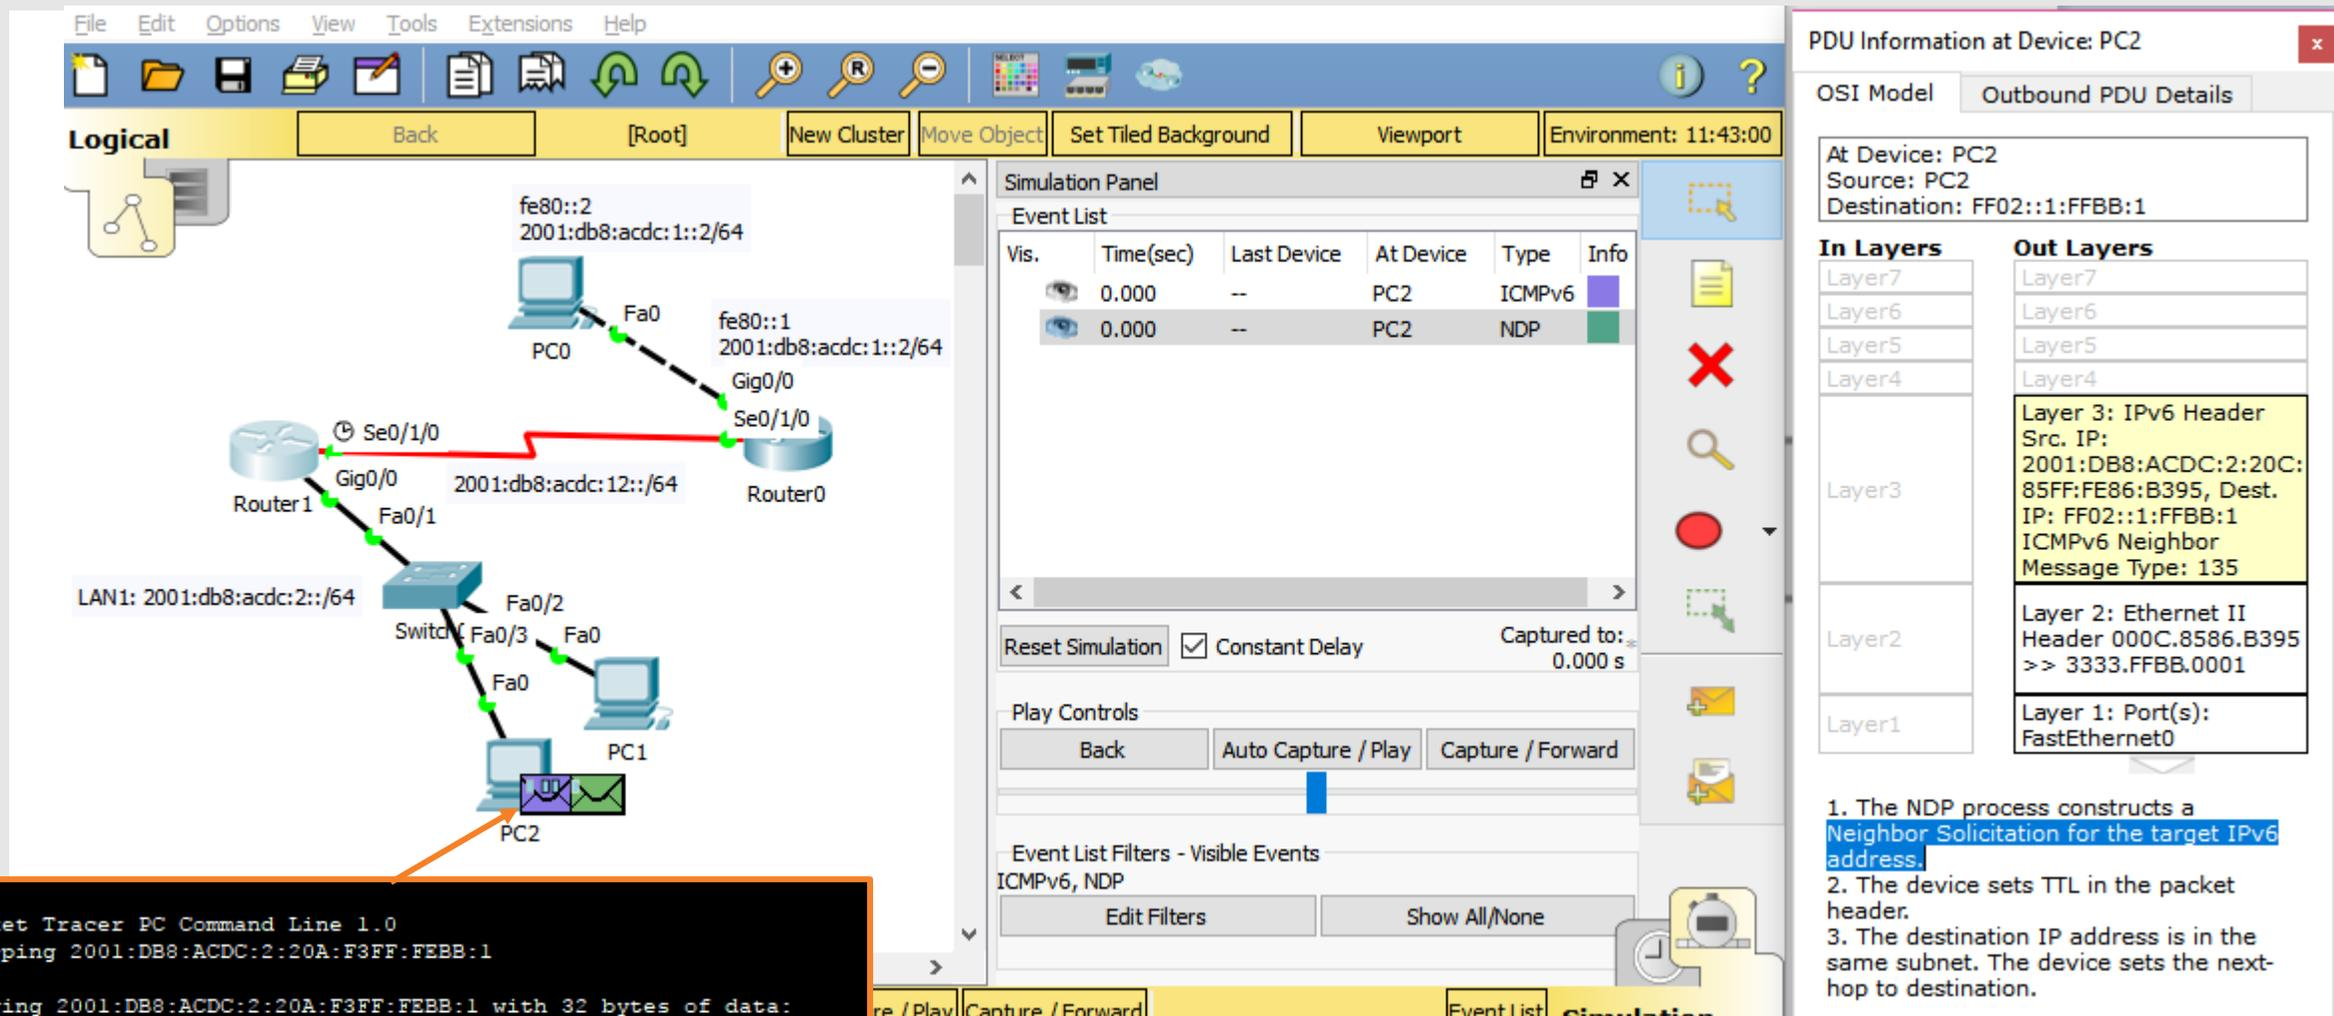 File Edit Options View Tools Extensions Help
Logical
Back
[Root]
New Cluster
Move Object
Set Tiled Background
Viewport
Environment: 11:43:00
fe80::2
2001:db8:acdc:1::2/64
PC0
Fa0
fe80::1
2001:db8:acdc:1::2/64
Gig0/0
Se0/1/0
Router0
Se0/1/0
Gig0/0
Router1
2001:db8:acdc:12::/64
Fa0/1
LAN1: 2001:db8:acdc:2::/64
Fa0/2
Fa0/3
Fa0
Fa0
PC1
PC2
et Tracer PC Command Line 1.0
ping 2001:DB8:ACDC:2:20A:F3FF:FEBB:1
ing 2001:DB8:ACDC:2:20A:F3FF:FEBB:1 with 32 bytes of data:
Simulation Panel
Event List
Vis. Time(sec) Last Device At Device Type Info
0.000 -- PC2 ICMPv6
0.000 -- PC2 NDP
Reset Simulation
Constant Delay
Captured to:
0.000 s
Play Controls
Back
Auto Capture / Play
Capture / Forward
Event List Filters - Visible Events
ICMPv6, NDP
Edit Filters
Show All/None
re / Play
Capture / Forward
Event List
Simulation
SELECT
PDU Information at Device: PC2
x
OSI Model
Outbound PDU Details
At Device: PC2
Source: PC2
Destination: FF02::1:FFBB:1
In Layers
Layer7
Layer6
Layer5
Layer4
Layer3
Layer2
Layer1
Out Layers
Layer7
Layer6
Layer5
Layer4
Layer 3: IPv6 Header
Src. IP:
2001:DB8:ACDC:2:20C:
85FF:FE86:B395, Dest.
IP: FF02::1:FFBB:1
ICMPv6 Neighbor
Message Type: 135
Layer 2: Ethernet II
Header 000C.8586.B395
>> 3333.FFBB.0001
Layer 1: Port(s):
FastEthernet0
1. The NDP process constructs a
Neighbor Solicitation for the target IPv6
address.
2. The device sets TTL in the packet
header.
3. The destination IP address is in the
same subnet. The device sets the next-
hop to destination.